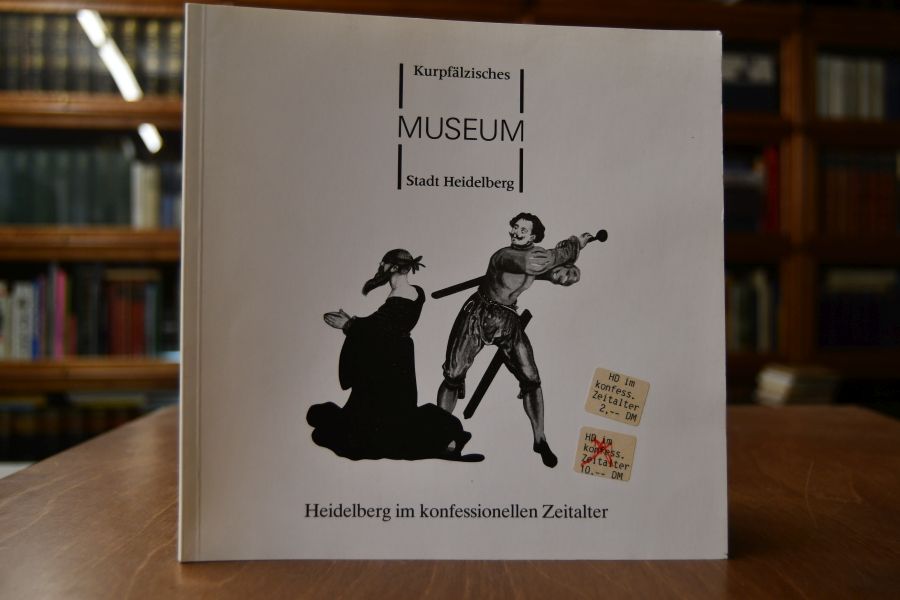 Kurpfälzisches
MUSEUM
Stadt Heidelberg
HD im
konfess.
Zeitalter
2,-- DM
HD im
konfess.
Zeitalter
10.-- DM
Heidelberg im konfessionellen Zeitalter